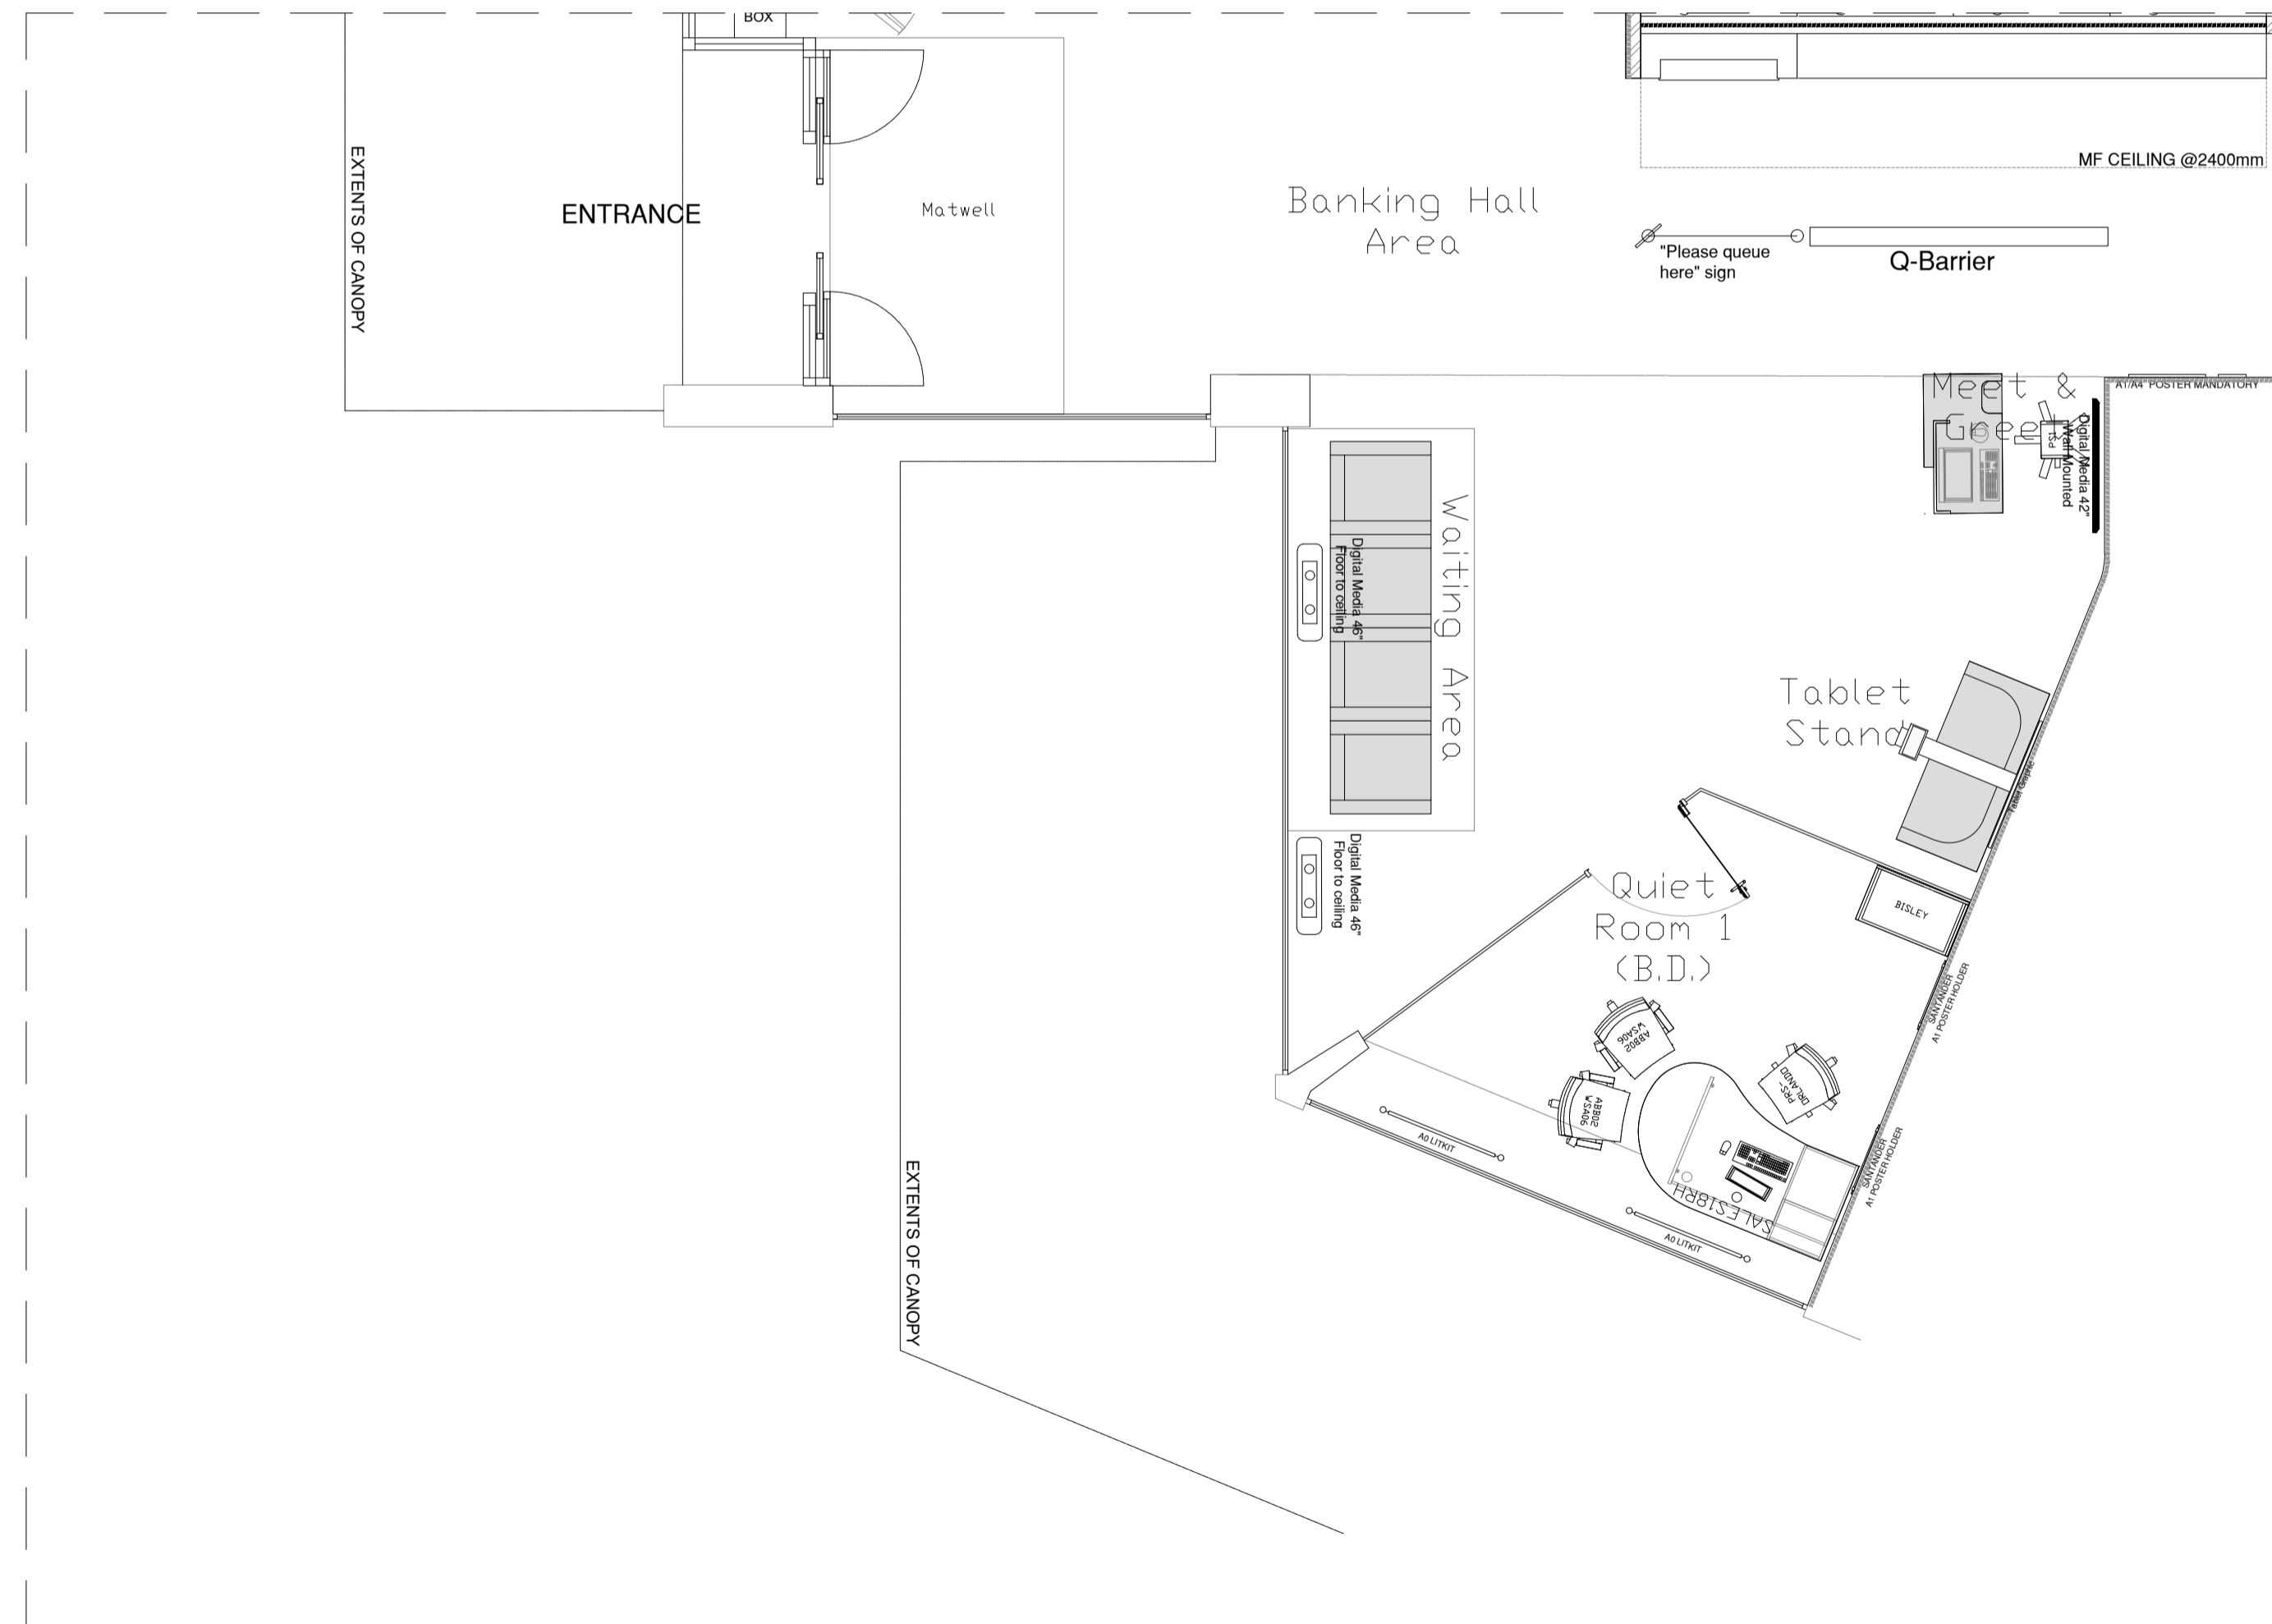 BOX
EXTENTS OF CANOPY
ENTRANCE
Matwell
Banking Hall
Area
MF CEILING @2400mm
"Please queue
here" sign
Q-Barrier
A1/A4 POSTER MANDATORY
Meet &
Greet
PS1
Digital Media 42"
Wall Mounted
Waiting Area
Digital Media 46"
Floor to ceiling
Tablet
Stand
Tablet Graphic
Digital Media 46"
Floor to ceiling
Quiet
Room 1
(B.D.)
BISLEY
SANTANDER
A1 POSTER HOLDER
ABB02
WSA06
ABB02
WSA06
PRS-
ORLANDO
SANTANDER
A1 POSTER HOLDER
SALES18RH
A0 LITKIT
A0 LITKIT
EXTENTS OF CANOPY